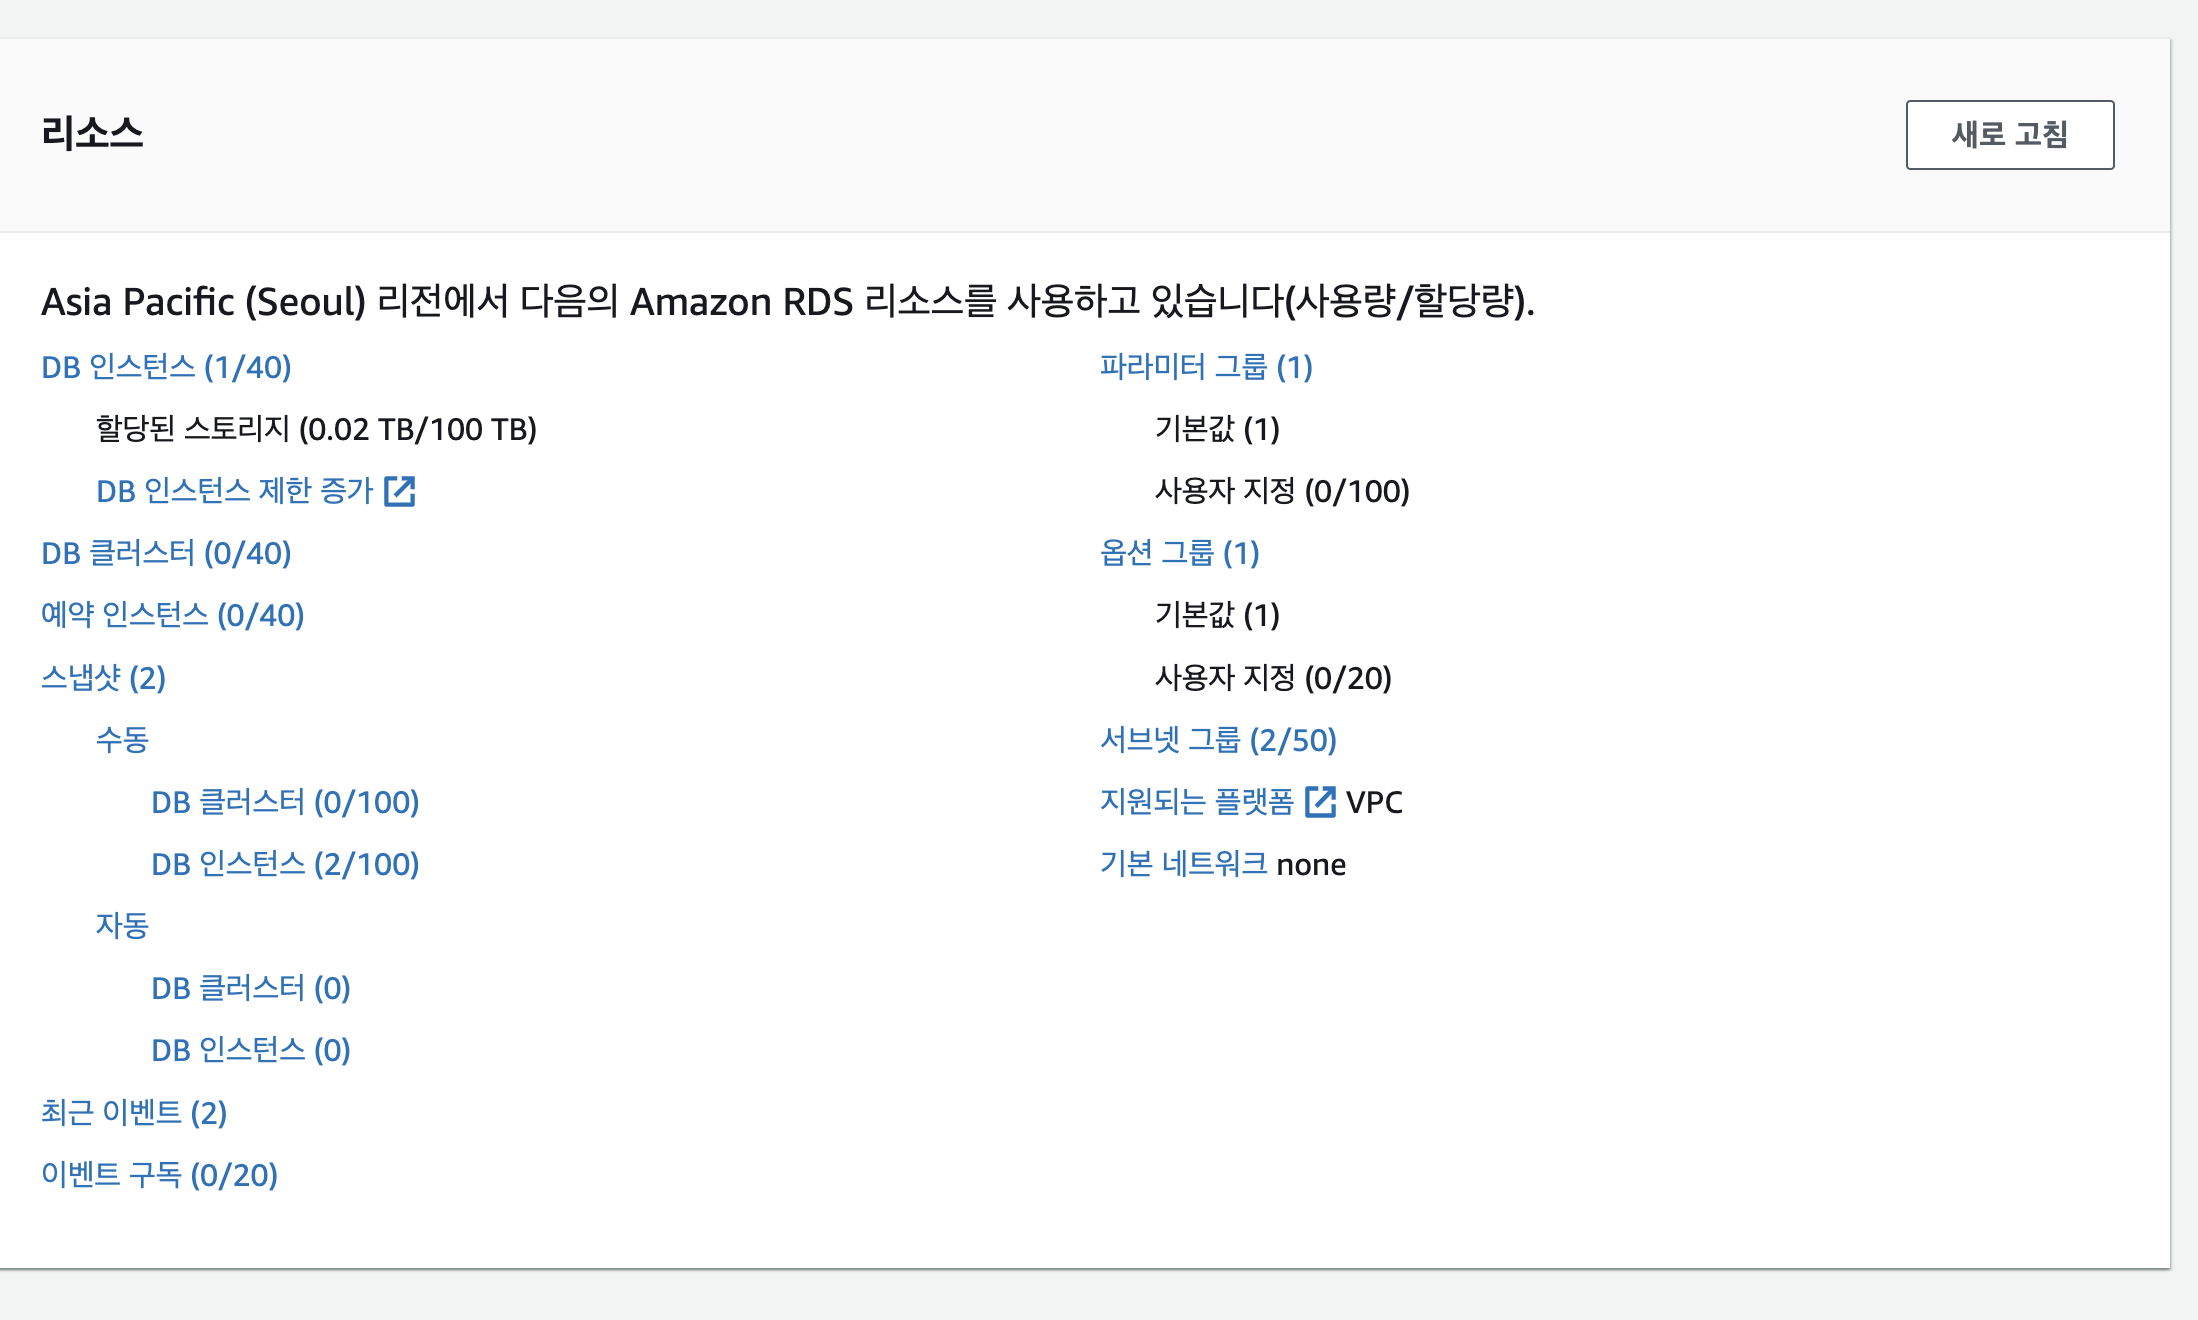 리소스
새로 고침
Asia Pacific (Seoul) 리전에서 다음의 Amazon RDS 리소스를 사용하고 있습니다(사용량/할당량).
DB 인스턴스 (1/40)
할당된 스토리지 (0.02 TB/100 TB)
DB 인스턴스 제한 증가
DB 클러스터 (0/40)
예약 인스턴스 (0/40)
스냅샷 (2)
수동
DB 클러스터 (0/100)
DB 인스턴스 (2/100)
자동
DB 클러스터 (0)
DB 인스턴스 (0)
최근 이벤트 (2)
이벤트 구독 (0/20)
파라미터 그룹 (1)
기본값 (1)
사용자 지정 (0/100)
옵션 그룹 (1)
기본값 (1)
사용자 지정 (0/20)
서브넷 그룹 (2/50)
지원되는 플랫폼 VPC
기본 네트워크 none